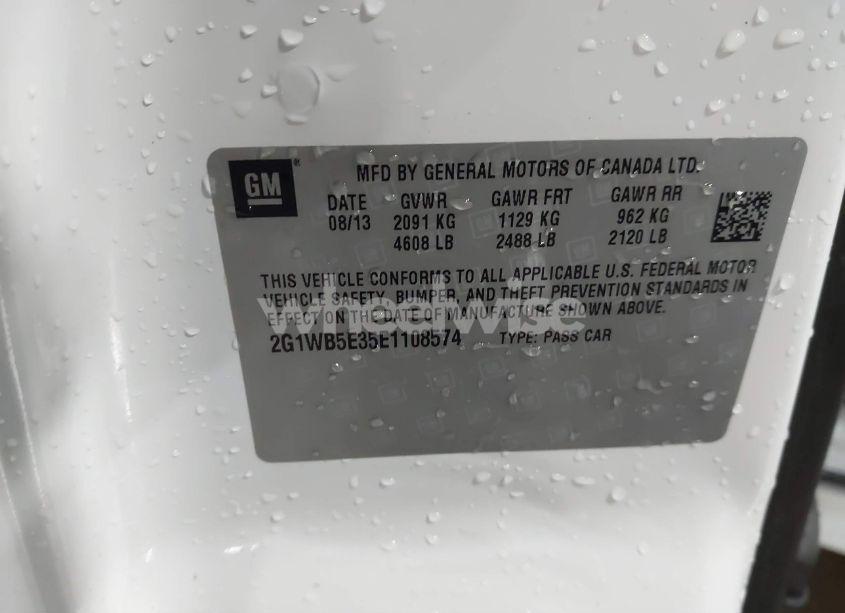 GM
MFD BY GENERAL MOTORS OF CANADA LTD.
DATE GVWR GAWR FRT GAWR RR
08/13 2091 KG 1129 KG 962 KG
4608 LB 2488 LB 2120 LB
THIS VEHICLE CONFORMS TO ALL APPLICABLE U.S. FEDERAL MOTOR
VEHICLE SAFETY, BUMPER, AND THEFT PREVENTION STANDARDS IN
EFFECT ON THE DATE OF MANUFACTURE SHOWN ABOVE.
wheelwise
2G1WB5E35E1108574 TYPE: PASS CAR